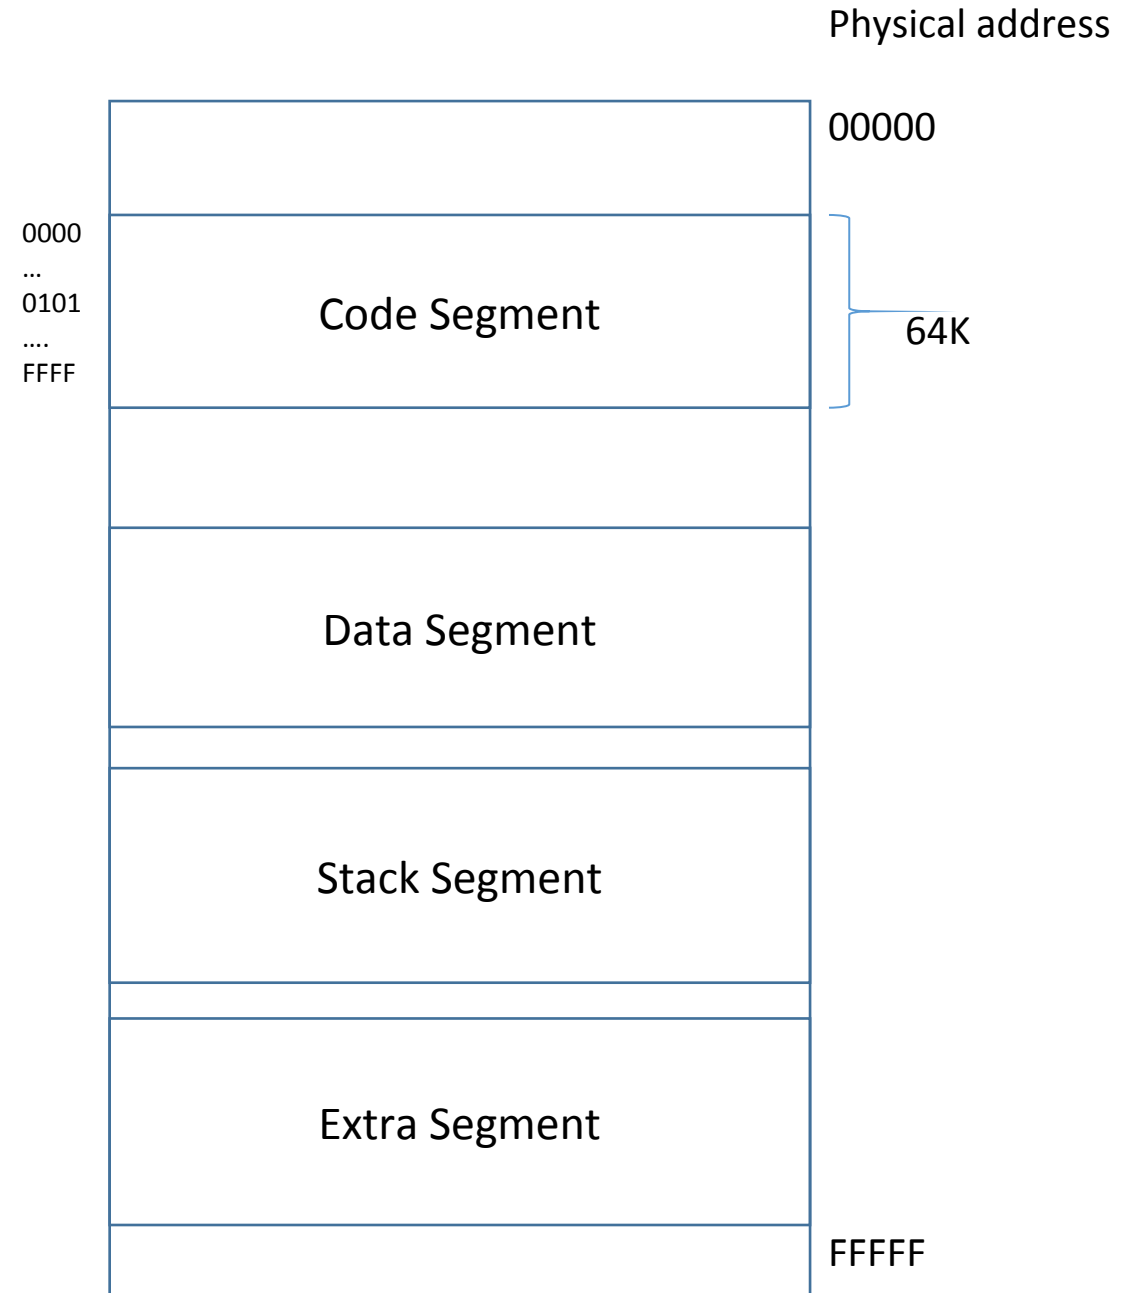 Physical address
00000
0000
...
0101
....
FFFF
Code Segment
64K
Data Segment
Stack Segment
Extra Segment
FFFFF